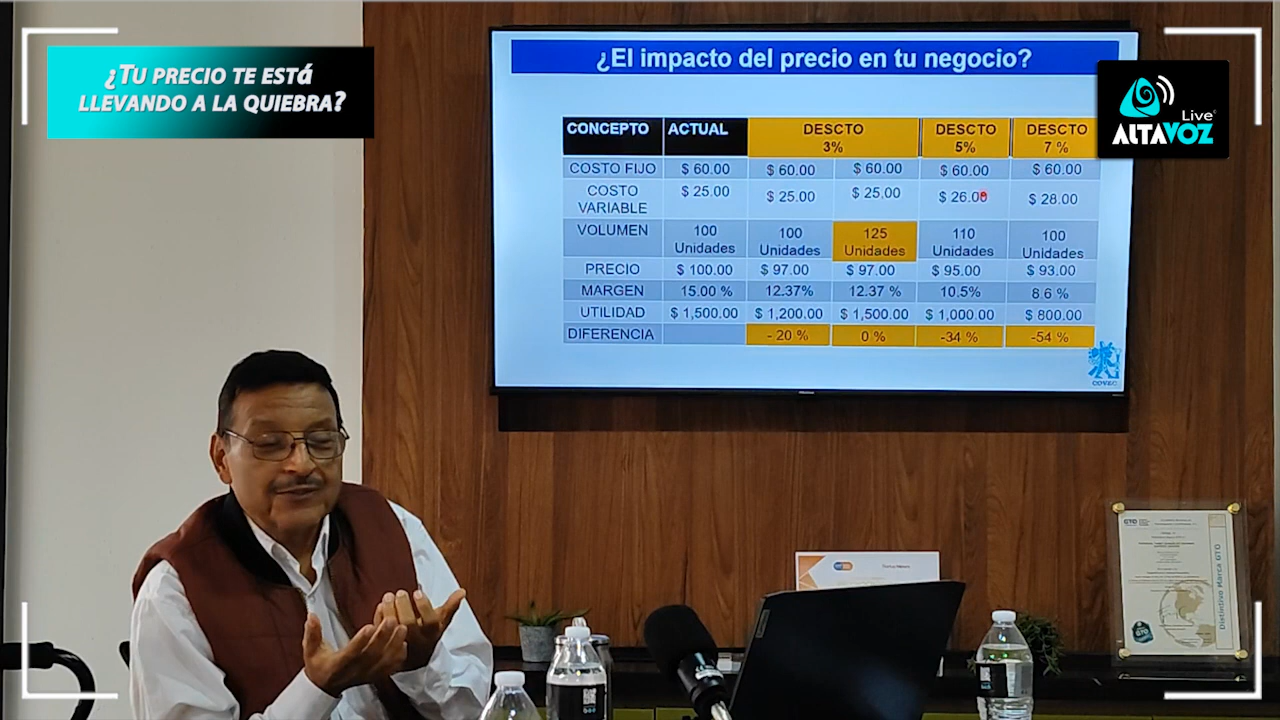 ¿TU PRECIO TE ESTá
LLEVANDO A LA QUIEBRA?
¿El impacto del precio en tu negocio?
Live
ALTAVOZ
CONCEPTO ACTUAL DESCTO 3% DESCTO 5% DESCTO 7 %
COSTO FIJO $ 60.00 $ 60.00 $ 60.00 $ 60.00 $ 60.00
COSTO VARIABLE $ 25.00 $ 25.00 $ 25.00 $ 26.00 $ 28.00
VOLUMEN 100 Unidades 100 Unidades 125 Unidades 110 Unidades 100 Unidades
PRECIO $ 100.00 $ 97.00 $ 97.00 $ 95.00 $ 93.00
MARGEN 15.00 % 12.37% 12.37 % 10.5% 8.6 %
UTILIDAD $ 1,500.00 $ 1,200.00 $ 1,500.00 $ 1,000.00 $ 800.00
DIFERENCIA - 20 % 0 % -34 % -54 %
GTO
Distintivo Marca GTO
GTO